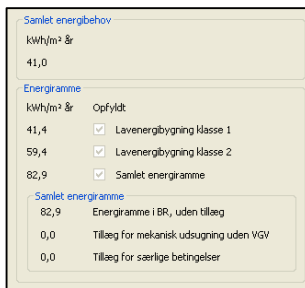 Samlet energibehov
kWh/m² år
41,0
Energiramme
kWh/m² år Opfyldt
41,4 Lavenergibygning klasse 1
59,4 Lavenergibygning klasse 2
82,9 Samlet energiramme
Samlet energiramme
82,9 Energiramme i BR, uden tillæg
0,0 Tillæg for mekanisk udsugning uden VGV
0,0 Tillæg for særlige betingelser